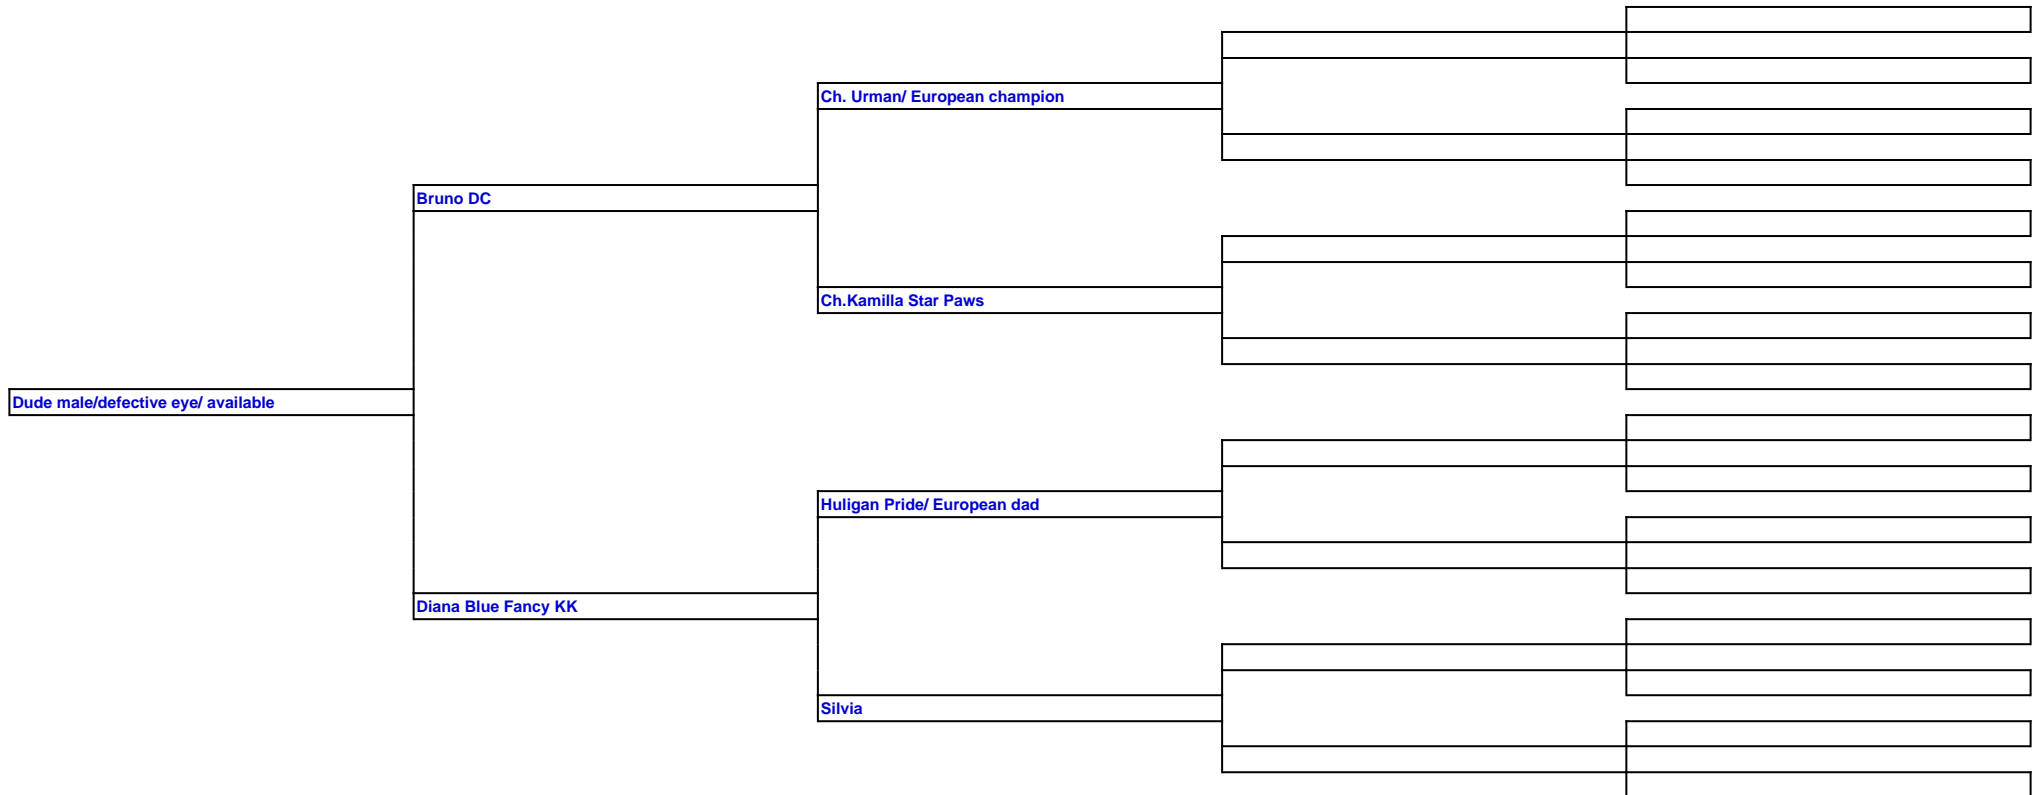 Ch. Urman/ European champion
Bruno DC
Ch.Kamilla Star Paws
Dude male/defective eye/ available
Huligan Pride/ European dad
Diana Blue Fancy KK
Silvia